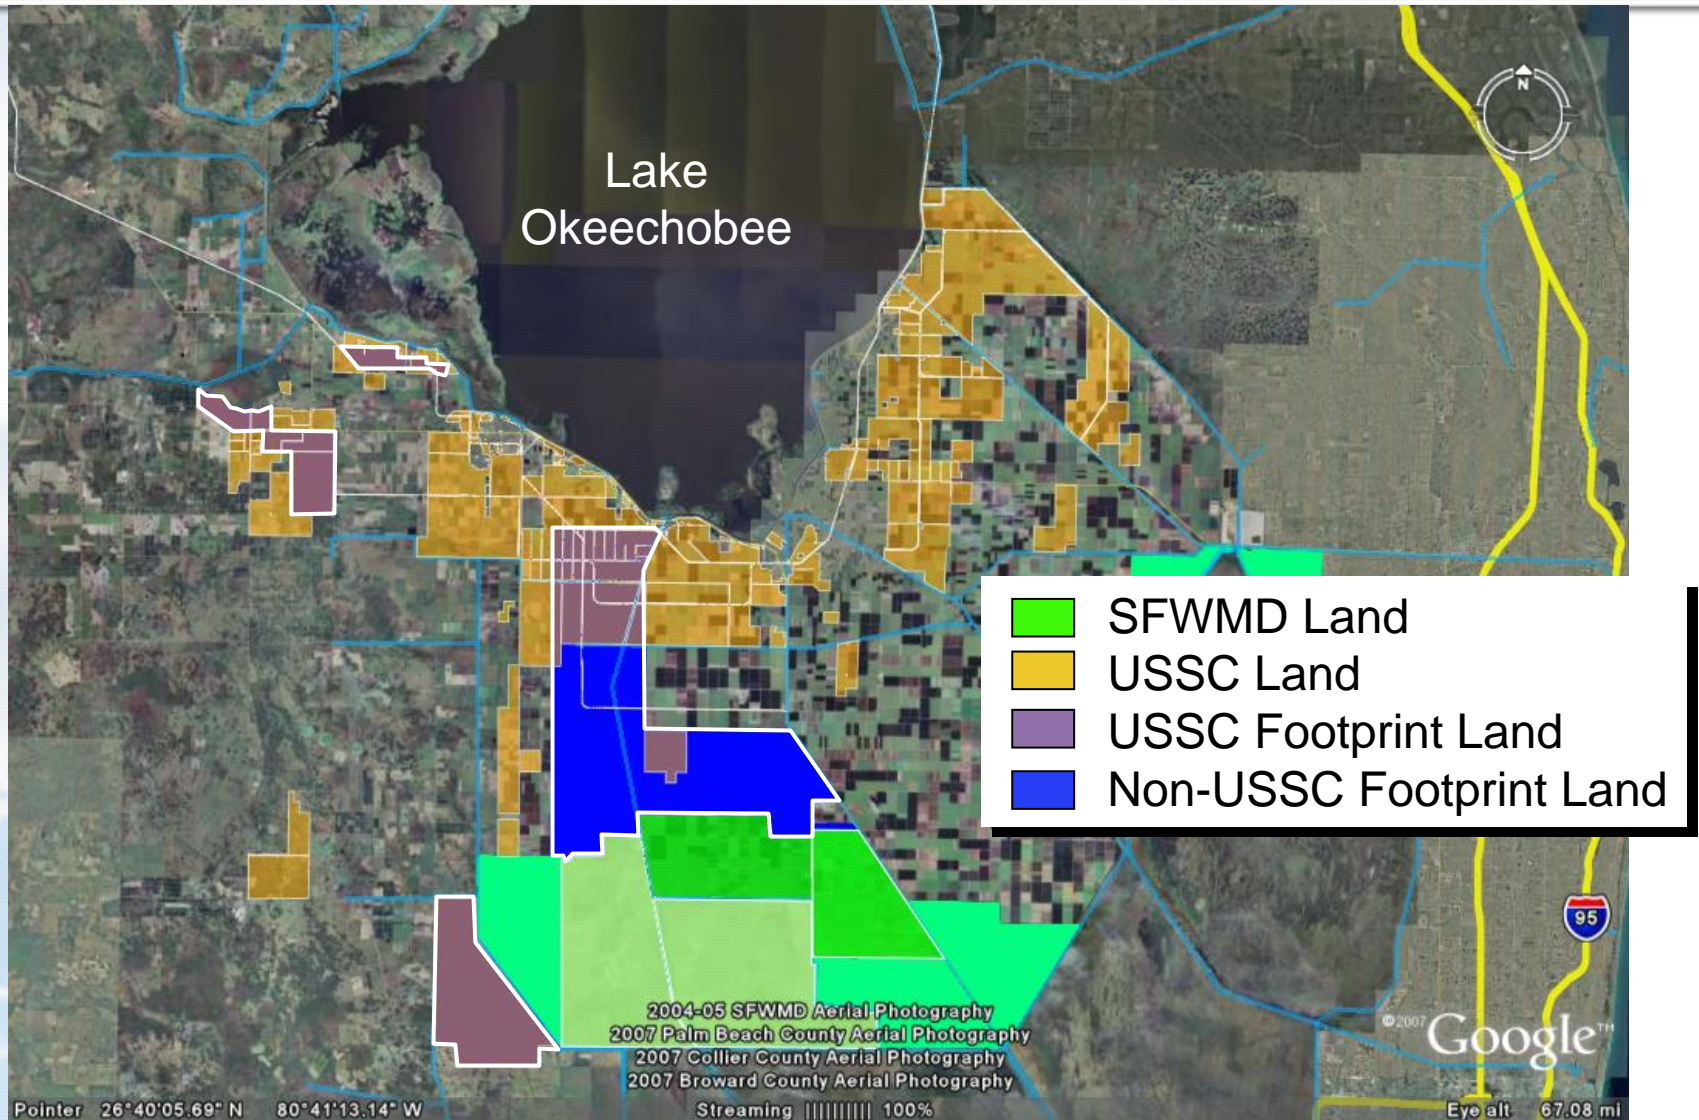 Lake
Okeechobee
N
SFWMD Land
USSC Land
USSC Footprint Land
Non-USSC Footprint Land
95
2004-05 SFWMD Aerial Photography
2007 Palm Beach County Aerial Photography
2007 Collier County Aerial Photography
2007 Broward County Aerial Photography
©2007 Google™
Pointer 26°40'05.69" N 80°41'13.14" W Streaming |||||||||| 100% Eye alt 67.08 mi